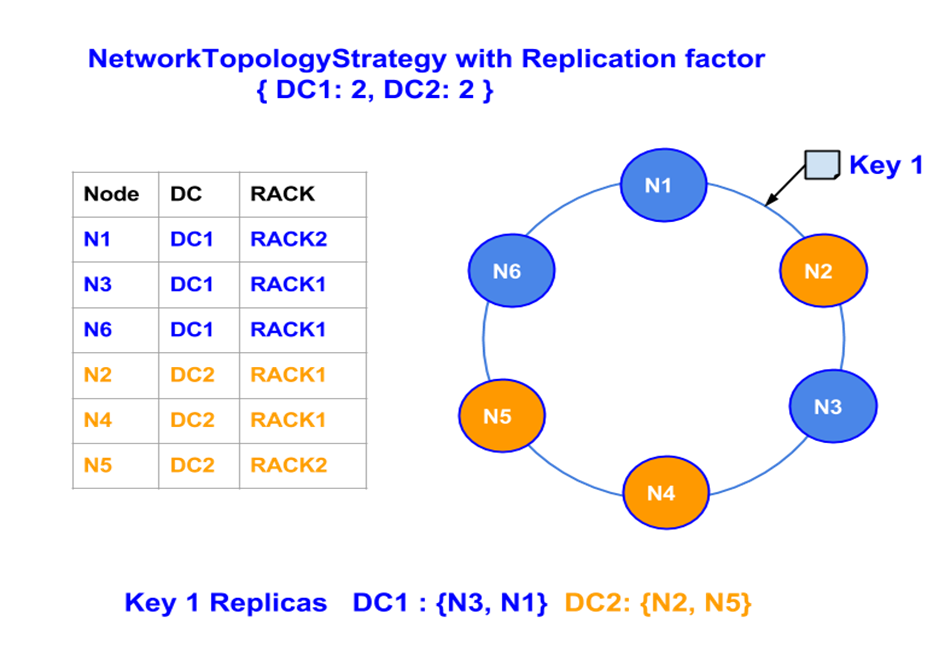 NetworkTopologyStrategy with Replication factor
{ DC1: 2, DC2: 2 }
Key 1
Node DC RACK
N1 DC1 RACK2
N3 DC1 RACK1
N6 DC1 RACK1
N2 DC2 RACK1
N4 DC2 RACK1
N5 DC2 RACK2
N1
N2
N3
N4
N5
N6
Key 1 Replicas DC1 : {N3, N1} DC2: {N2, N5}